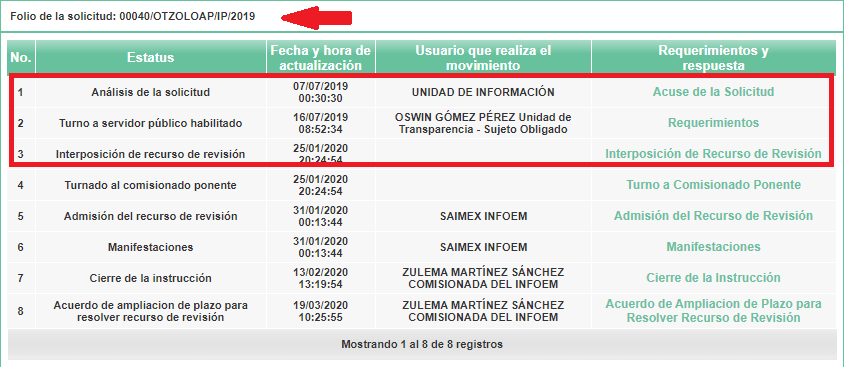 Folio de la solicitud: 00040/OTZOLOAP/IP/2019
No. Estatus Fecha y hora de actualización Usuario que realiza el movimiento Requerimientos y respuesta
1 Análisis de la solicitud 07/07/2019 00:30:30 UNIDAD DE INFORMACIÓN Acuse de la Solicitud
2 Turno a servidor público habilitado 16/07/2019 08:52:34 OSWIN GÓMEZ PÉREZ Unidad de Transparencia - Sujeto Obligado Requerimientos
3 Interposición de recurso de revisión 25/01/2020 20:24:54 Interposición de Recurso de Revisión
4 Turnado al comisionado ponente 25/01/2020 20:24:54 Turno a Comisionado Ponente
5 Admisión del recurso de revisión 31/01/2020 00:13:44 SAIMEX INFOEM Admisión del Recurso de Revisión
6 Manifestaciones 31/01/2020 00:13:44 SAIMEX INFOEM Manifestaciones
7 Cierre de la instrucción 13/02/2020 13:19:54 ZULEMA MARTÍNEZ SÁNCHEZ COMISIONADA DEL INFOEM Cierre de la Instrucción
8 Acuerdo de ampliacion de plazo para resolver recurso de revisión 19/03/2020 10:25:55 ZULEMA MARTÍNEZ SÁNCHEZ COMISIONADA DEL INFOEM Acuerdo de Ampliacion de Plazo para Resolver Recurso de Revisión
Mostrando 1 al 8 de 8 registros